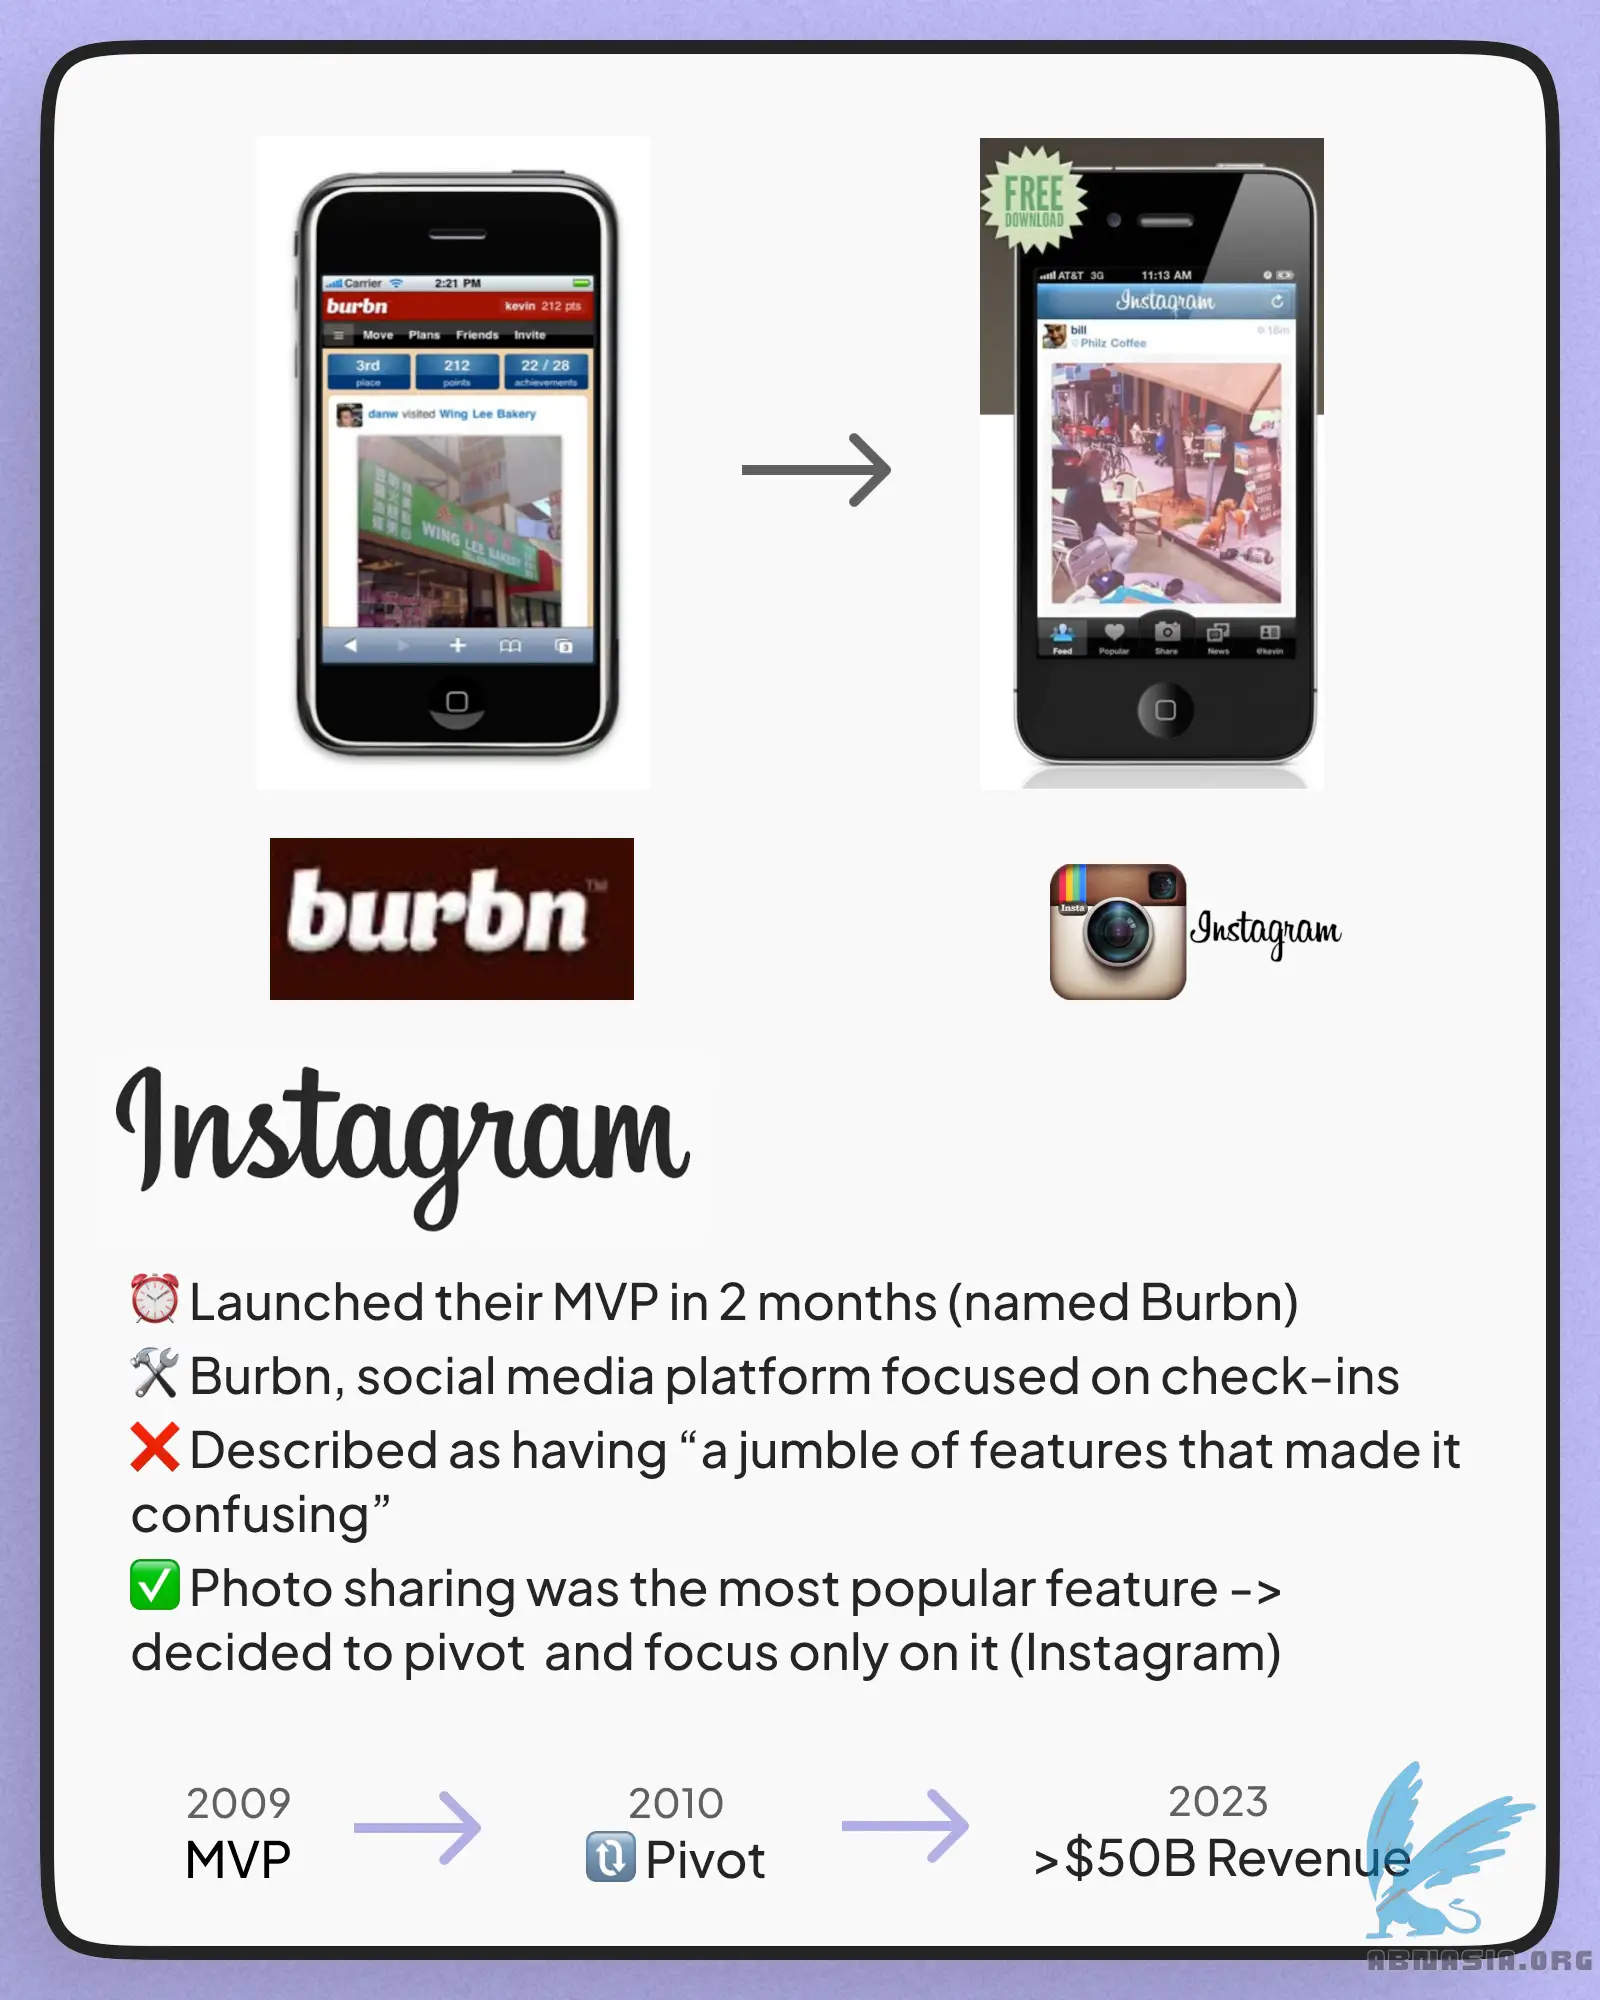 Carrier 2:21 PM
burbn kevin 212 pts
Move Plans Friends Invite
3rd 212 22 / 28
place points achievements
danw visited Wing Lee Bakery
WING LEE BAKERY
3
FREE
DOWNLOAD
AT&T 3G 11:13 AM
Instagram
bill 16m
Philz Coffee
Feed Popular Share News @kevin
burbn™
Insta
Instagram
Instagram
⏰ Launched their MVP in 2 months (named Burbn)
🛠 Burbn, social media platform focused on check-ins
❌ Described as having “a jumble of features that made it
confusing”
✅ Photo sharing was the most popular feature ->
decided to pivot and focus only on it (Instagram)
2009 2010 2023
MVP 🔃 Pivot >$50B Revenue
ABNASIA.ORG